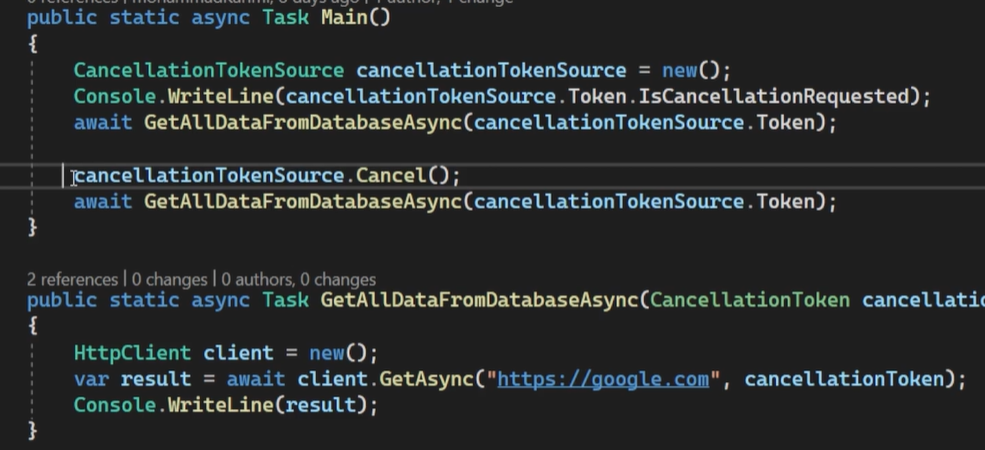 public static async Task Main()
{
CancellationTokenSource cancellationTokenSource = new();
Console.WriteLine(cancellationTokenSource.Token.IsCancellationRequested);
await GetAllDataFromDatabaseAsync(cancellationTokenSource.Token);
cancellationTokenSource.Cancel();
await GetAllDataFromDatabaseAsync(cancellationTokenSource.Token);
}
2 references | 0 changes | 0 authors, 0 changes
public static async Task GetAllDataFromDatabaseAsync(CancellationToken cancellatio
{
HttpClient client = new();
var result = await client.GetAsync("https://google.com", cancellationToken);
Console.WriteLine(result);
}